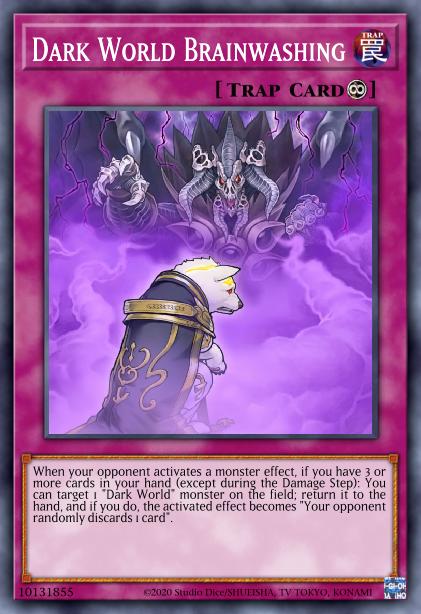 Dark World Brainwashing
TRAP
罠
[Trap Card]
When your opponent activates a monster effect, if you have 3 or
more cards in your hand (except during the Damage Step): You
can target 1 "Dark World" monster on the field; return it to the
hand, and if you do, the activated effect becomes "Your opponent
randomly discards 1 card".
10131855
©2020 Studio Dice/SHUEISHA, TV TOKYO, KONAMI